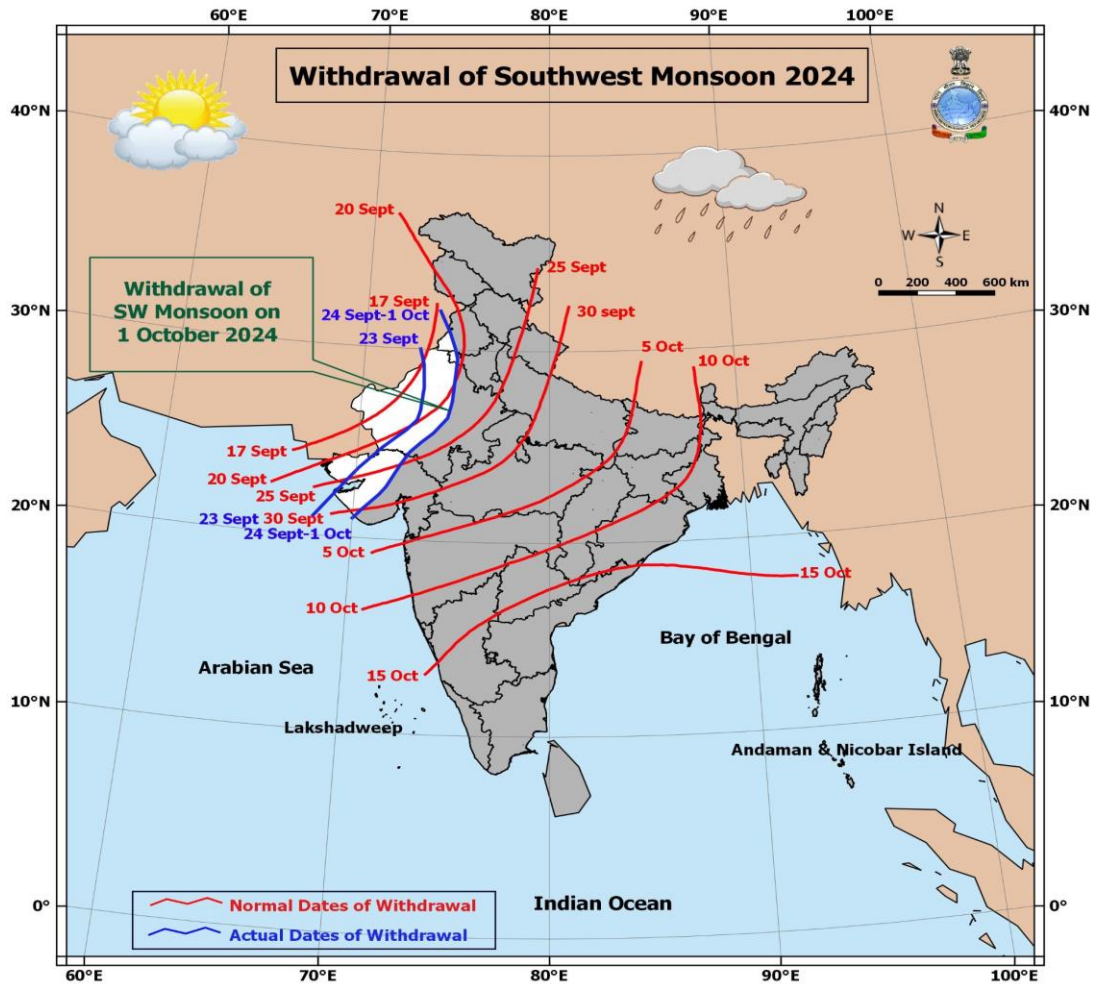 60°E 70°E 80°E 90°E 100°E
Withdrawal of Southwest Monsoon 2024
40°N 40°N
N
W E
S
0 200 400 600 km
20 Sept
25 Sept
Withdrawal of
SW Monsoon on
1 October 2024
30°N 30°N
17 Sept
24 Sept-1 Oct
30 sept
23 Sept
5 Oct
10 Oct
17 Sept
20 Sept
25 Sept
20°N 20°N
23 Sept 30 Sept
24 Sept-1 Oct
5 Oct
15 Oct
10 Oct
Bay of Bengal
Arabian Sea
15 Oct
10°N 10°N
Lakshadweep
Andaman & Nicobar Island
0° 0°
Normal Dates of Withdrawal
Indian Ocean
Actual Dates of Withdrawal
60°E 70°E 80°E 90°E 100°E